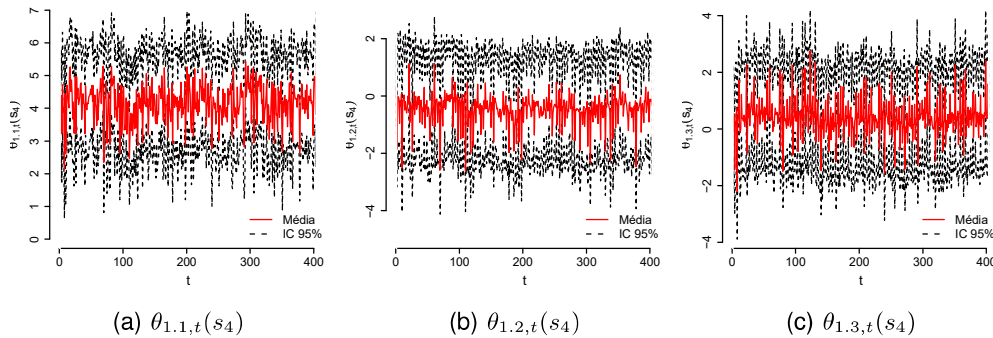 7
6
5
4
3
2
1
0
θ1.1,t(s4)
Média
IC 95%
0 100 200 300 400
t
(a) θ1.1,t(s4)
2
0
−2
−4
θ1.2,t(s4)
Média
IC 95%
0 100 200 300 400
t
(b) θ1.2,t(s4)
4
2
0
−2
−4
θ1.3,t(s4)
Média
IC 95%
0 100 200 300 400
t
(c) θ1.3,t(s4)